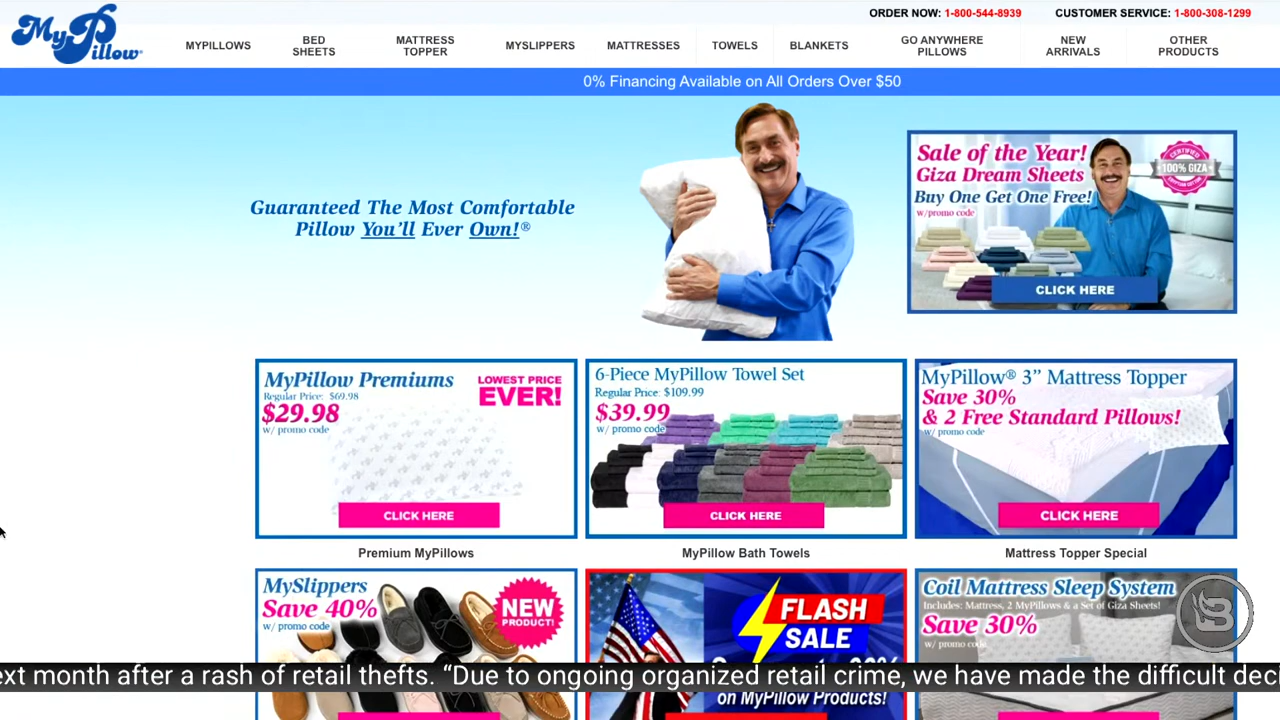 MyPillow®
ORDER NOW: 1-800-544-8939
CUSTOMER SERVICE: 1-800-308-1299
MYPILLOWS
BED
SHEETS
MATTRESS
TOPPER
MYSLIPPERS
MATTRESSES
TOWELS
BLANKETS
GO ANYWHERE
PILLOWS
NEW
ARRIVALS
OTHER
PRODUCTS
0% Financing Available on All Orders Over $50
Guaranteed The Most Comfortable
Pillow You'll Ever Own!®
Sale of the Year!
Giza Dream Sheets
Buy One Get One Free!
w/promo code
CERTIFIED
100% GIZA
CLICK HERE
MyPillow Premiums
Regular Price: $69.98
$29.98
w/ promo code
LOWEST PRICE
EVER!
CLICK HERE
Premium MyPillows
6-Piece MyPillow Towel Set
Regular Price: $109.99
$39.99
w/ promo code
CLICK HERE
MyPillow Bath Towels
MyPillow® 3” Mattress Topper
Save 30%
& 2 Free Standard Pillows!
w/ promo code
CLICK HERE
Mattress Topper Special
MySlippers
Save 40%
w/ promo code
NEW
PRODUCT!
FLASH
SALE
on MyPillow Products!
Coil Mattress Sleep System
Includes: Mattress, 2 MyPillows & a Set of Giza Sheets!
Save 30%
w/promo code
B
ext month after a rash of retail thefts. “Due to ongoing organized retail crime, we have made the difficult deci